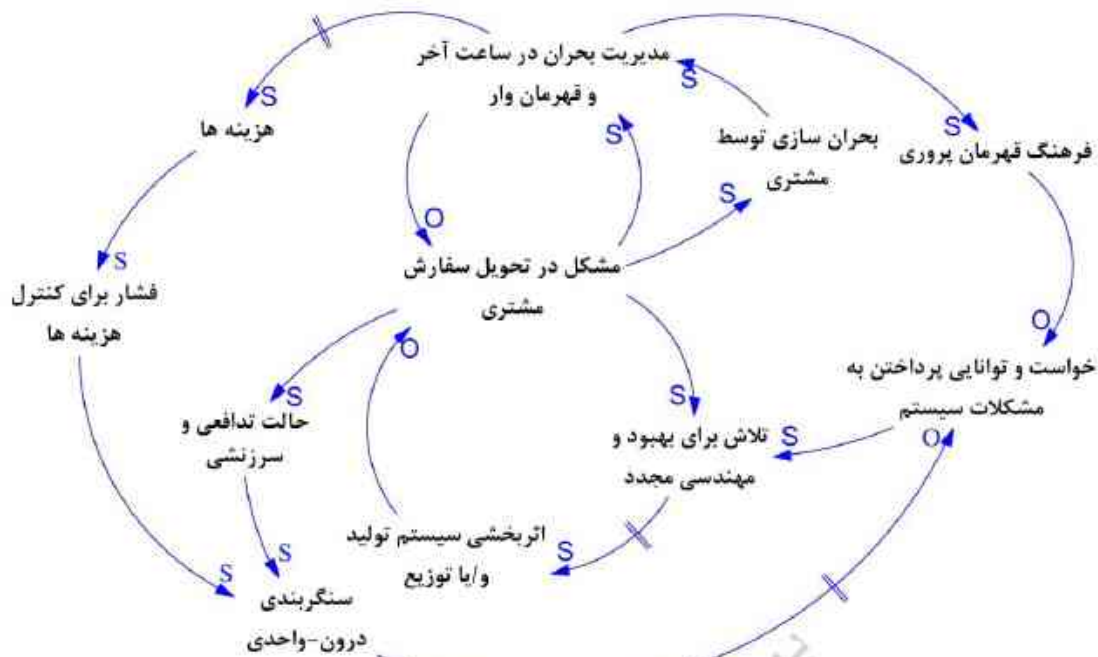 مدیریت بحران در ساعت آخر
و قهرمان وار
S
S
هزینه ها
S
S
بحران سازی توسط
مشتری
S
فرهنگ قهرمان پروری
S
O
S
فشار برای کنترل
هزینه ها
مشکل در تحویل سفارش
مشتری
O
O
خواست و توانایی پرداختن به
مشکلات سیستم
S
حالت تدافعی و
سرزنشی
S
تلاش برای بهبود و
مهندسی مجدد
S
O
اثربخشی سیستم تولید
و/یا توزیع
S
S
S
سنگربندی
درون-واحدی